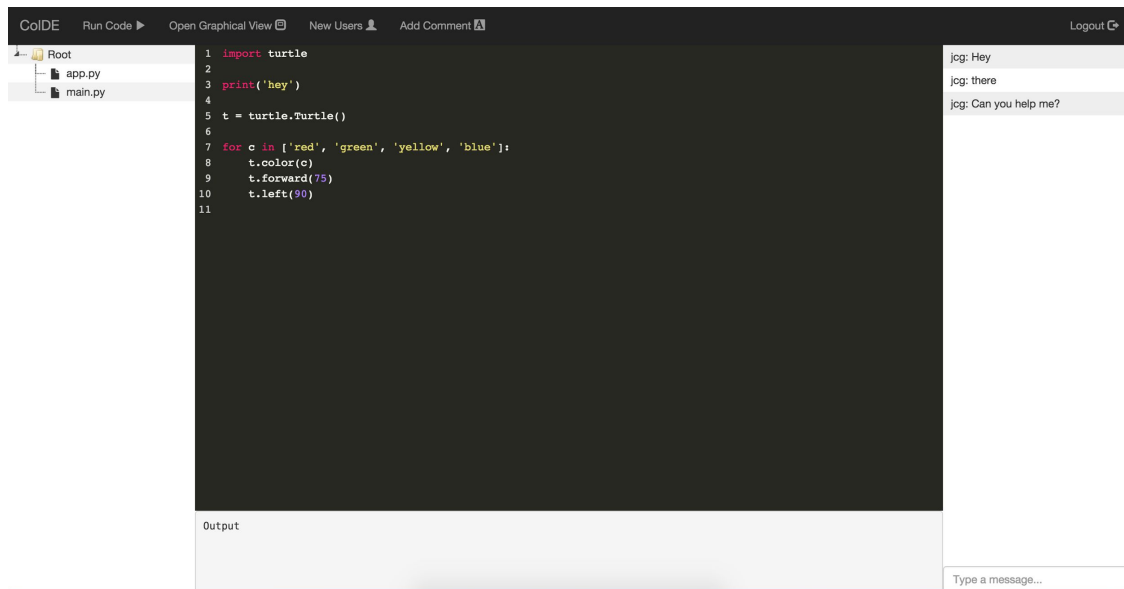 ColDE Run Code Open Graphical View New Users Add Comment A Logout
Root
app.py
main.py
1 import turtle
2
3 print('hey')
4
5 t = turtle.Turtle()
6
7 for c in ['red', 'green', 'yellow', 'blue']:
8     t.color(c)
9     t.forward(75)
10     t.left(90)
11
Output
jcg: Hey
jcg: there
jcg: Can you help me?
Type a message...